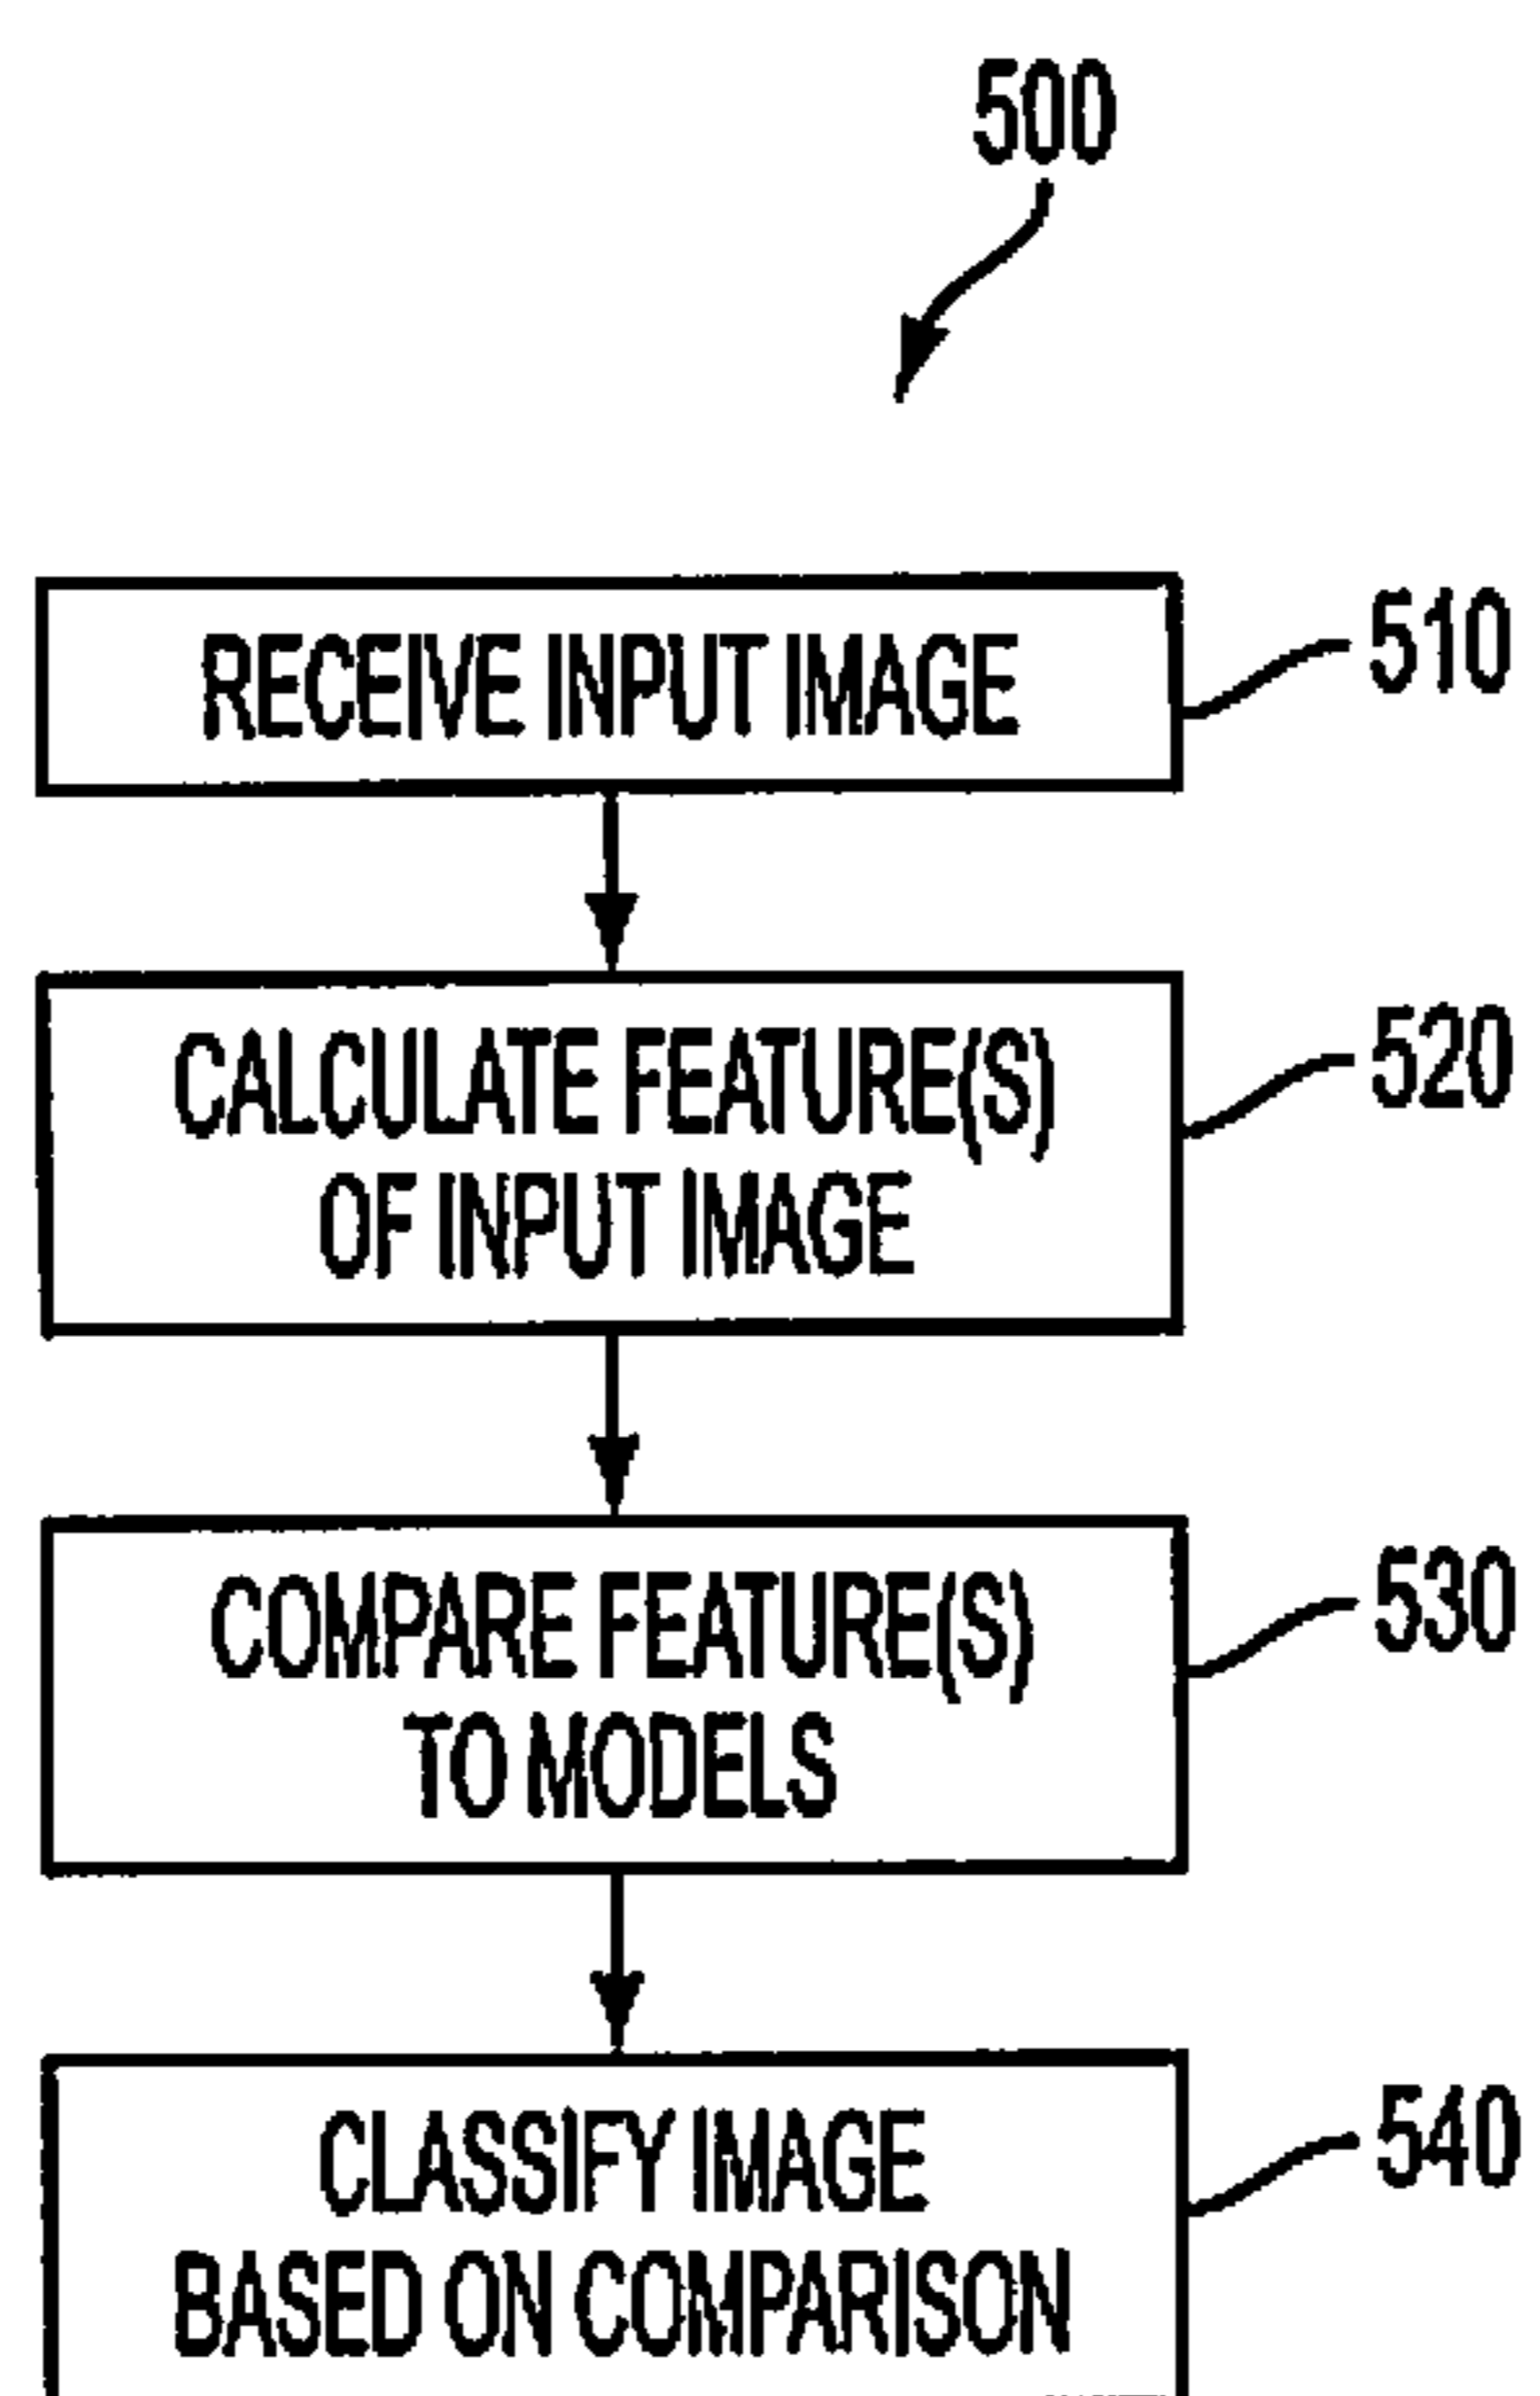 500
RECEIVE INPUT IMAGE
510
CALCULATE FEATURE(S)
OF INPUT IMAGE
520
COMPARE FEATURE(S)
TO MODELS
530
CLASSIFY IMAGE
BASED ON COMPARISON
540